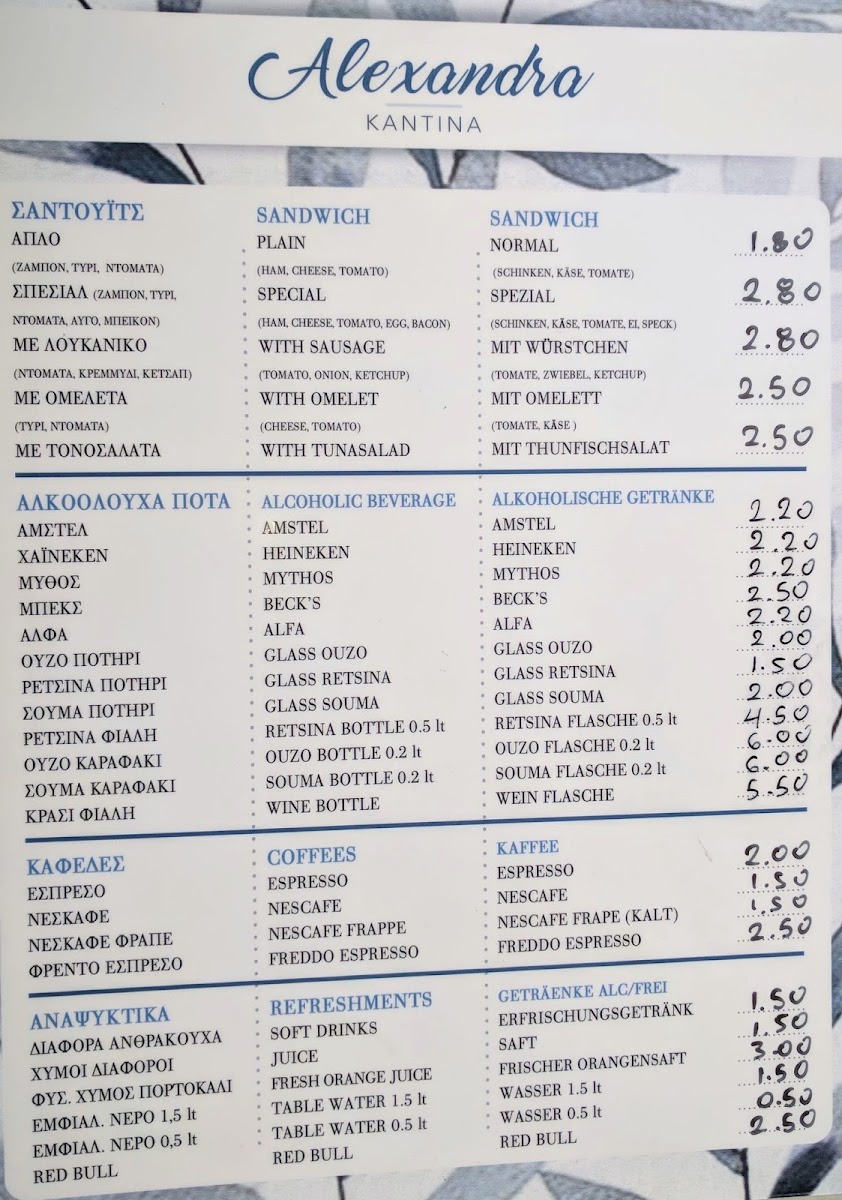 Alexandra
KANTINA
ΣΑΝΤΟΥΪΤΣ SANDWICH SANDWICH
ΑΠΛΟ PLAIN NORMAL 1.80
(ΖΑΜΠΟΝ, ΤΥΡΙ, ΝΤΟΜΑΤΑ) (HAM, CHEESE, TOMATO) (SCHINKEN, KÄSE, TOMATE)
ΣΠΕΣΙΑΛ (ΖΑΜΠΟΝ, ΤΥΡΙ, SPECIAL SPEZIAL 2.80
ΝΤΟΜΑΤΑ, ΑΥΓΟ, ΜΠΕΙΚΟΝ) (HAM, CHEESE, TOMATO, EGG, BACON) (SCHINKEN, KÄSE, TOMATE, EI, SPECK)
ΜΕ ΛΟΥΚΑΝΙΚΟ WITH SAUSAGE MIT WÜRSTCHEN 2.80
(ΝΤΟΜΑΤΑ, ΚΡΕΜΜΥΔΙ, ΚΕΤΣΑΠ) (TOMATO, ONION, KETCHUP) (TOMATE, ZWIEBEL, KETCHUP)
ΜΕ ΟΜΕΛΕΤΑ WITH OMELET MIT OMELETT 2.50
(ΤΥΡΙ, ΝΤΟΜΑΤΑ) (CHEESE, TOMATO) (TOMATE, KÄSE )
ΜΕ ΤΟΝΟΣΑΛΑΤΑ WITH TUNASALAD MIT THUNFISCHSALAT 2.50
ΑΛΚΟΟΛΟΥΧΑ ΠΟΤΑ ALCOHOLIC BEVERAGE ALKOHOLISCHE GETRÄNKE
ΑΜΣΤΕΛ AMSTEL AMSTEL 2.20
ΧΑΪΝΕΚΕΝ HEINEKEN HEINEKEN 2.20
ΜΥΘΟΣ MYTHOS MYTHOS 2.20
ΜΠΕΚΣ BECK'S BECK'S 2.50
ΑΛΦΑ ALFA ALFA 2.20
ΟΥΖΟ ΠΟΤΗΡΙ GLASS OUZO GLASS OUZO 2.00
ΡΕΤΣΙΝΑ ΠΟΤΗΡΙ GLASS RETSINA GLASS RETSINA 1.50
ΣΟΥΜΑ ΠΟΤΗΡΙ GLASS SOUMA GLASS SOUMA 2.00
ΡΕΤΣΙΝΑ ΦΙΑΛΗ RETSINA BOTTLE 0.5 lt RETSINA FLASCHE 0.5 lt 4.50
ΟΥΖΟ ΚΑΡΑΦΑΚΙ OUZO BOTTLE 0.2 lt OUZO FLASCHE 0.2 lt 6.00
ΣΟΥΜΑ ΚΑΡΑΦΑΚΙ SOUMA BOTTLE 0.2 lt SOUMA FLASCHE 0.2 lt 6.00
ΚΡΑΣΙ ΦΙΑΛΗ WINE BOTTLE WEIN FLASCHE 5.50
ΚΑΦΕΔΕΣ COFFEES KAFFEE
ΕΣΠΡΕΣΟ ESPRESSO ESPRESSO 2.00
ΝΕΣΚΑΦΕ NESCAFE NESCAFE 1.50
ΝΕΣΚΑΦΕ ΦΡΑΠΕ NESCAFE FRAPPE NESCAFE FRAPE (KALT) 1.50
ΦΡΕΝΤΟ ΕΣΠΡΕΣΟ FREDDO ESPRESSO FREDDO ESPRESSO 2.50
ΑΝΑΨΥΚΤΙΚΑ REFRESHMENTS GETRÄENKE ALC/FREI
ΔΙΑΦΟΡΑ ΑΝΘΡΑΚΟΥΧΑ SOFT DRINKS ERFRISCHUNGSGETRÄNK 1.50
ΧΥΜΟΙ ΔΙΑΦΟΡΟΙ JUICE SAFT 1.50
ΦΥΣ. ΧΥΜΟΣ ΠΟΡΤΟΚΑΛΙ FRESH ORANGE JUICE FRISCHER ORANGENSAFT 3.00
ΕΜΦΙΑΛ. ΝΕΡΟ 1,5 lt TABLE WATER 1.5 lt WASSER 1.5 lt 1.50
ΕΜΦΙΑΛ. ΝΕΡΟ 0,5 lt TABLE WATER 0.5 lt WASSER 0.5 lt 0.50
RED BULL RED BULL RED BULL 2.50